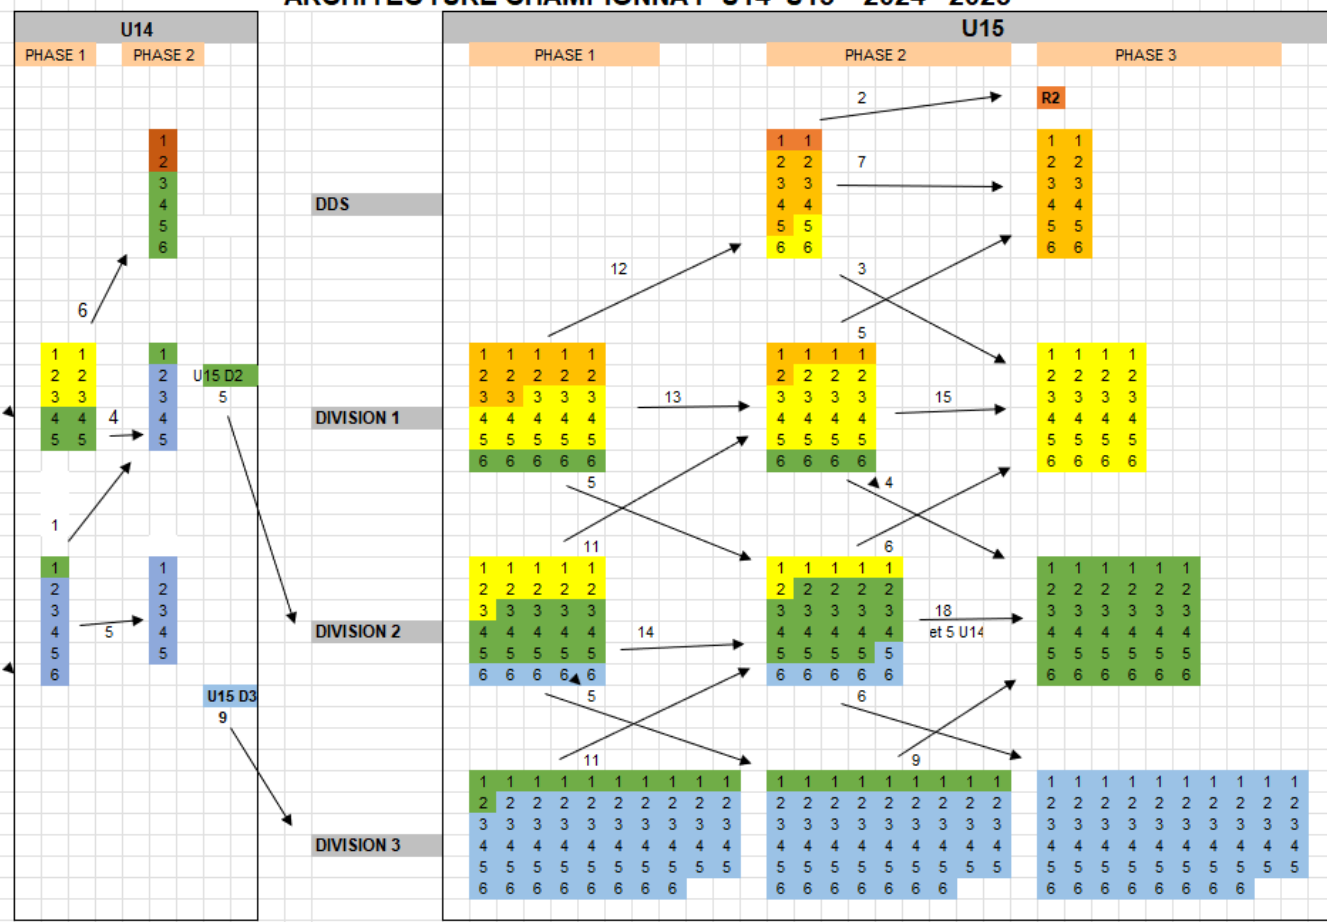 ARCHITECTURE CHAMPIONNAT U14 U15 2024 - 2025
U14 U15
PHASE 1 PHASE 2 PHASE 1 PHASE 2 PHASE 3
2 R2
1 1 1 1 1
2 2 2 7 2 2
3 3 3 3 3
DDS
4 4 4 4 4
5 5 5 5 5
6 6 6 6 6
12 3
6
5
1 1 1 1 1 1 1 1 1 1 1 1 1 1 1 1
2 2 2 U15 D2 2 2 2 2 2 2 2 2 2 2 2 2 2
3 3 3 5 3 3 3 3 3 13 3 3 3 3 15 3 3 3 3
4 4 4 4 DIVISION 1 4 4 4 4 4 4 4 4 4 4 4 4 4
5 5 5 5 5 5 5 5 5 5 5 5 5 5 5 5
6 6 6 6 6 6 6 6 6 6 6 6 6
5 4
1
11 6
1 1 1 1 1 1 1 1 1 1 1 1 1 1 1 1 1 1
2 2 2 2 2 2 2 2 2 2 2 2 2 2 2 2 2 2
3 3 3 3 3 3 3 3 3 3 3 3 3 18 3 3 3 3 3 3
4 5 4 DIVISION 2 4 4 4 4 4 14 4 4 4 4 4 et 5 U14 4 4 4 4 4 4
5 5 5 5 5 5 5 5 5 5 5 5 5 5 5 5 5 5
6 6 6 6 6 6 6 6 6 6 6 6 6 6 6 6 6
U15 D3 5 6
9
11 9
1 1 1 1 1 1 1 1 1 1 1 1 1 1 1 1 1 1 1 1 1 1 1 1 1 1 1 1 1
2 2 2 2 2 2 2 2 2 2 2 2 2 2 2 2 2 2 2 2 2 2 2 2 2 2 2 2 2
3 3 3 3 3 3 3 3 3 3 3 3 3 3 3 3 3 3 3 3 3 3 3 3 3 3 3 3 3
DIVISION 3 4 4 4 4 4 4 4 4 4 4 4 4 4 4 4 4 4 4 4 4 4 4 4 4 4 4 4 4 4
5 5 5 5 5 5 5 5 5 5 5 5 5 5 5 5 5 5 5 5 5 5 5 5 5 5 5 5 5
6 6 6 6 6 6 6 6 6 6 6 6 6 6 6 6 6 6 6 6 6 6 6